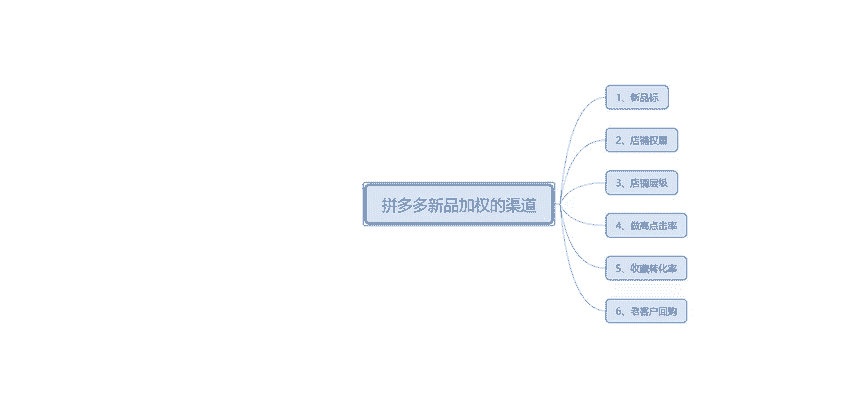 拼多多新品加权的渠道
1、新品标
2、店铺权重
3、店铺层级
4、做高点击率
5、收藏转化率
6、老客户回购